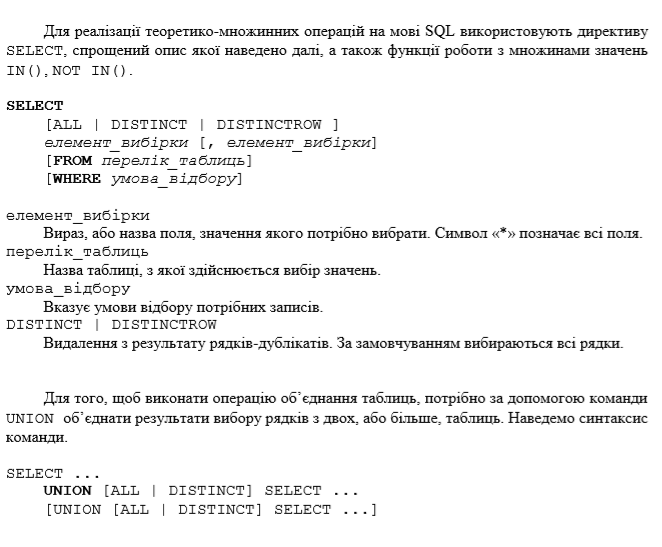 Для реалізації теоретико-множинних операцій на мові SQL використовують директиву
SELECT, спрощений опис якої наведено далі, а також функції роботи з множинами значень
IN(), NOT IN().
SELECT
[ALL | DISTINCT | DISTINCTROW ]
елемент_вибірки [, елемент_вибірки]
[FROM перелік_таблиць]
[WHERE умова_відбору]
елемент_вибірки
Вираз, або назва поля, значення якого потрібно вибрати. Символ «*» позначає всі поля.
перелік_таблиць
Назва таблиці, з якої здійснюється вибір значень.
умова_відбору
Вказує умови відбору потрібних записів.
DISTINCT | DISTINCTROW
Видалення з результату рядків-дублікатів. За замовчуванням вибираються всі рядки.
Для того, щоб виконати операцію об’єднання таблиць, потрібно за допомогою команди
UNION об’єднати результати вибору рядків з двох, або більше, таблиць. Наведемо синтаксис
команди.
SELECT ...
UNION [ALL | DISTINCT] SELECT ...
[UNION [ALL | DISTINCT] SELECT ...]